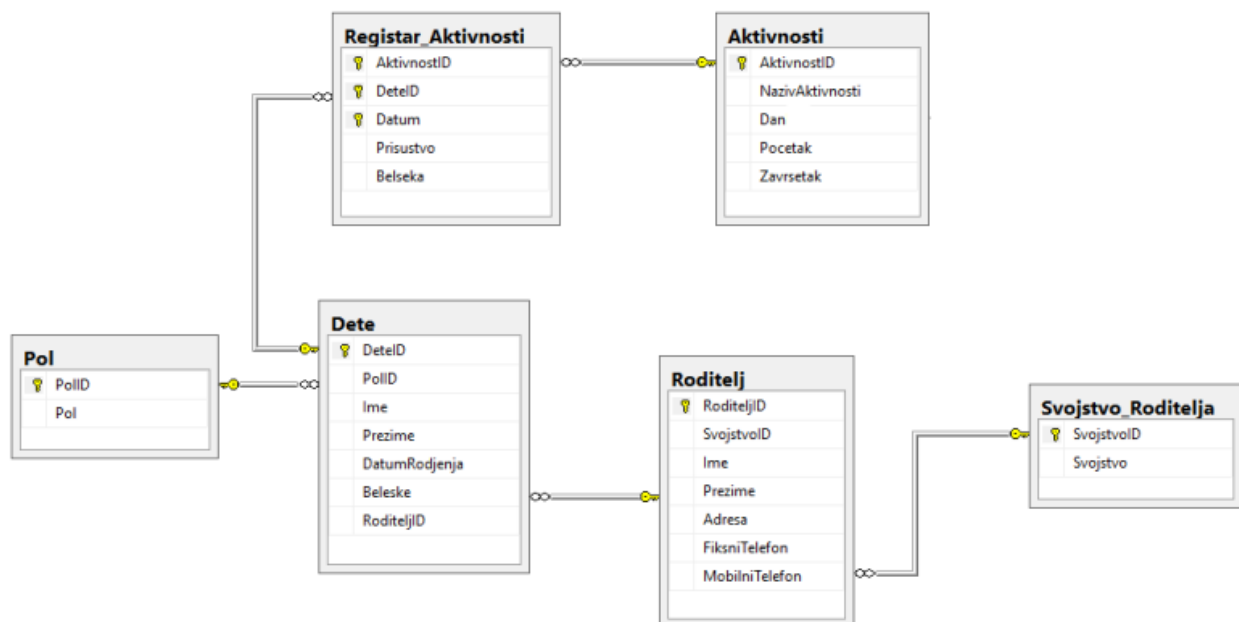 Registar_Aktivnosti
AktivnostID
DeteID
Datum
Prisustvo
Belseka
Aktivnosti
AktivnostID
NazivAktivnosti
Dan
Pocetak
Zavrsetak
Pol
PolID
Pol
Dete
DeteID
PolID
Ime
Prezime
DatumRodjenja
Beleske
RoditeljID
Roditelj
RoditeljID
SvojstvoID
Ime
Prezime
Adresa
FiksniTelefon
MobilniTelefon
Svojstvo_Roditelja
SvojstvoID
Svojstvo